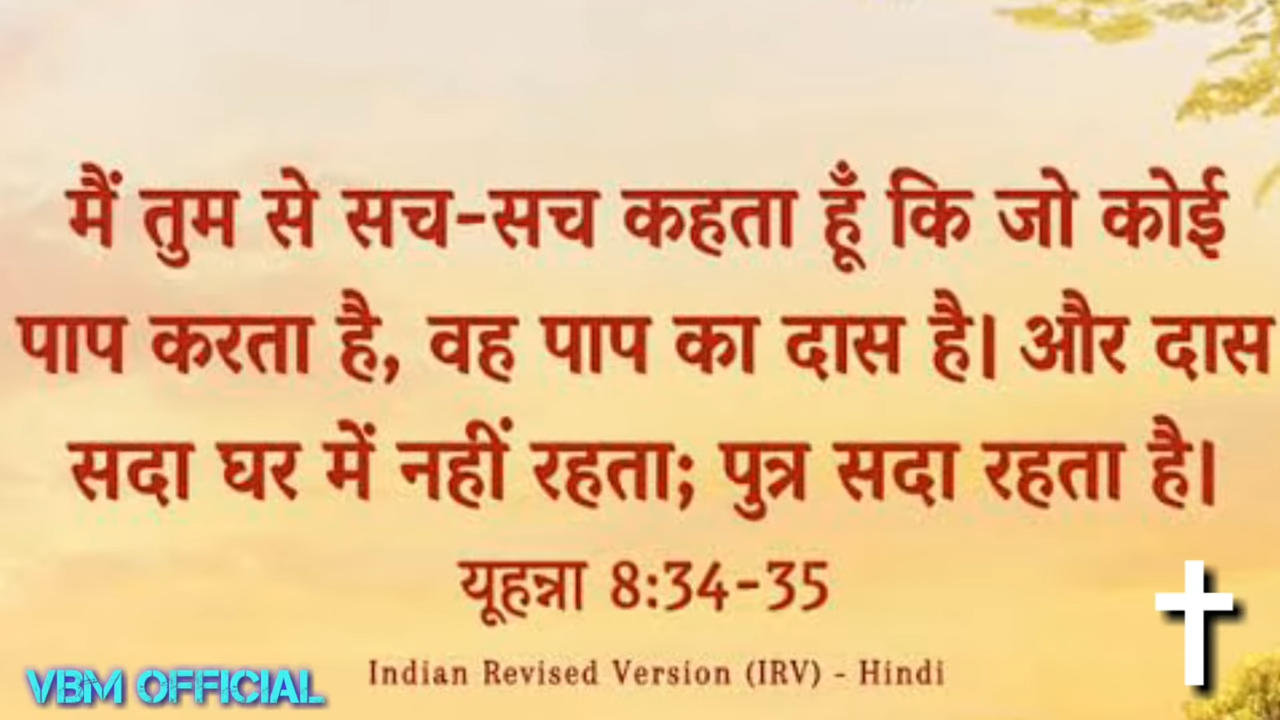 मैं तुम से सच-सच कहता हूँ कि जो कोई
पाप करता है, वह पाप का दास है। और दास
सदा घर में नहीं रहता; पुत्र सदा रहता है।
यूहन्ना 8:34-35
Indian Revised Version (IRV) - Hindi
VBM OFFICIAL